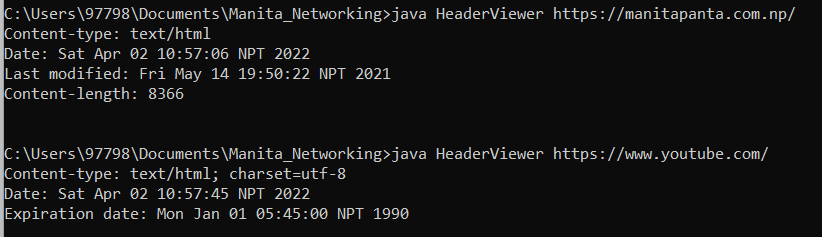 C:\Users\97798\Documents\Manita_Networking>java HeaderViewer https://manitapanta.com.np/
Content-type: text/html
Date: Sat Apr 02 10:57:06 NPT 2022
Last modified: Fri May 14 19:50:22 NPT 2021
Content-length: 8366
C:\Users\97798\Documents\Manita_Networking>java HeaderViewer https://www.youtube.com/
Content-type: text/html; charset=utf-8
Date: Sat Apr 02 10:57:45 NPT 2022
Expiration date: Mon Jan 01 05:45:00 NPT 1990